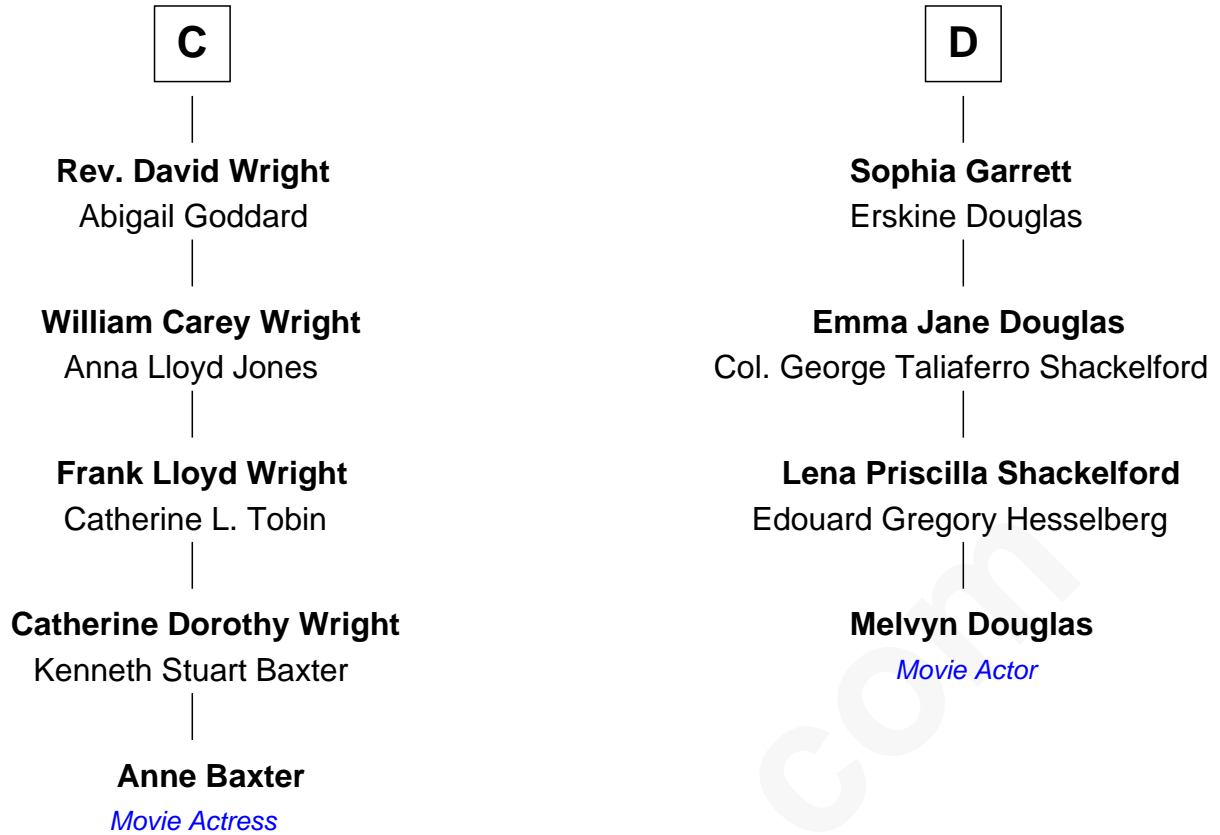 C
Rev. David Wright
Abigail Goddard
William Carey Wright
Anna Lloyd Jones
Frank Lloyd Wright
Catherine L. Tobin
Catherine Dorothy Wright
Kenneth Stuart Baxter
Anne Baxter
Movie Actress
D
Sophia Garrett
Erskine Douglas
Emma Jane Douglas
Col. George Taliaferro Shackelford
Lena Priscilla Shackelford
Edouard Gregory Hesselberg
Melvyn Douglas
Movie Actor
com